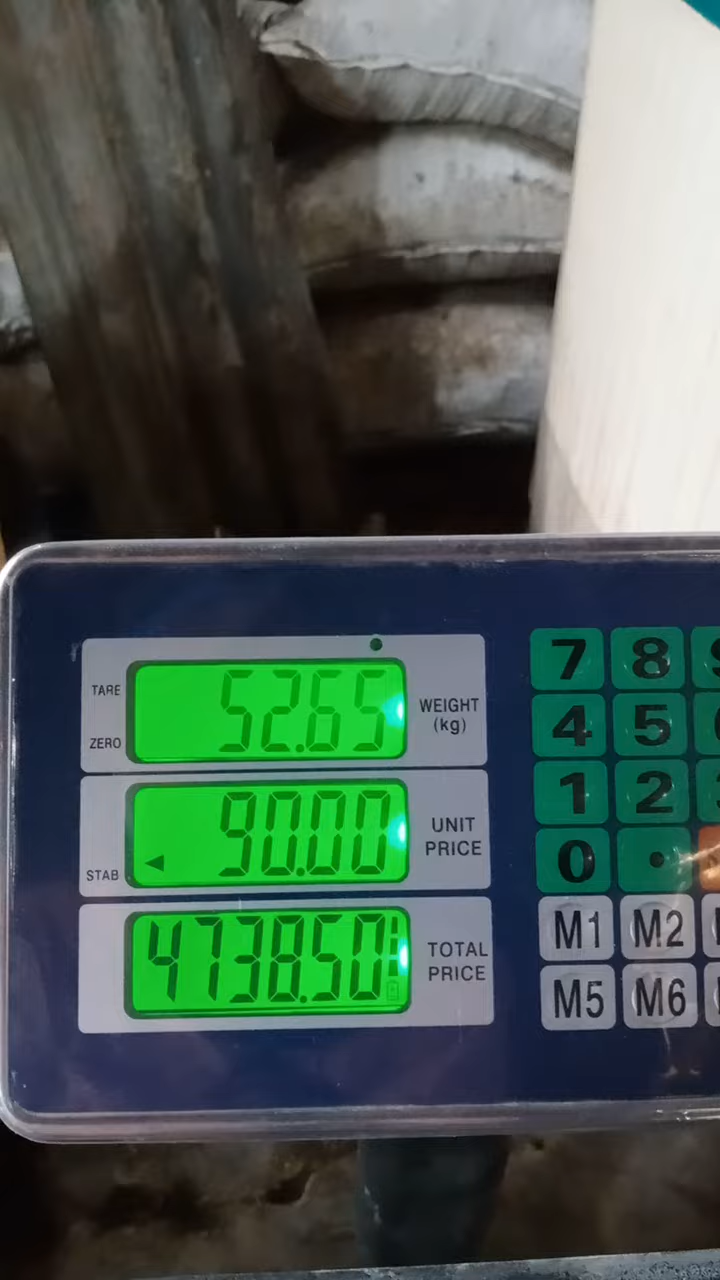 TARE
ZERO
52.65
WEIGHT
(kg)
STAB
90.00
UNIT
PRICE
4738.50
TOTAL
PRICE
7 8
4 5
1 2
0 .
M1 M2
M5 M6